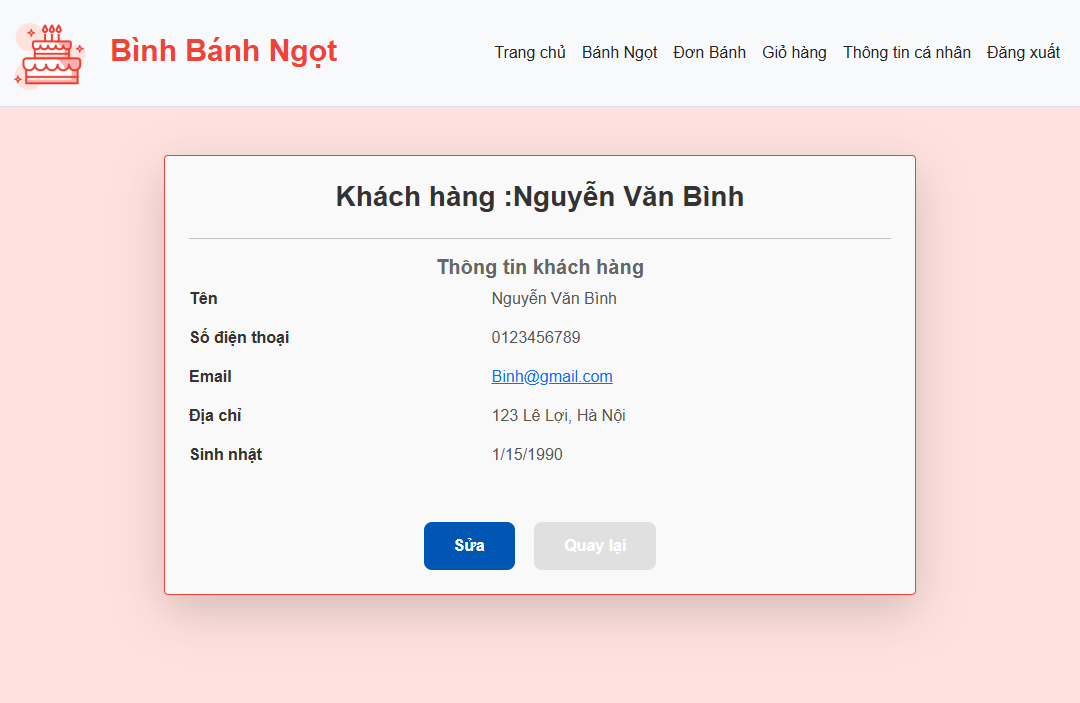 Bình Bánh Ngọt
Trang chủ Bánh Ngọt Đơn Bánh Giỏ hàng Thông tin cá nhân Đăng xuất
Khách hàng :Nguyễn Văn Bình
Thông tin khách hàng
Tên Nguyễn Văn Bình
Số điện thoại 0123456789
Email Binh@gmail.com
Địa chỉ 123 Lê Lợi, Hà Nội
Sinh nhật 1/15/1990
Sửa Quay lại